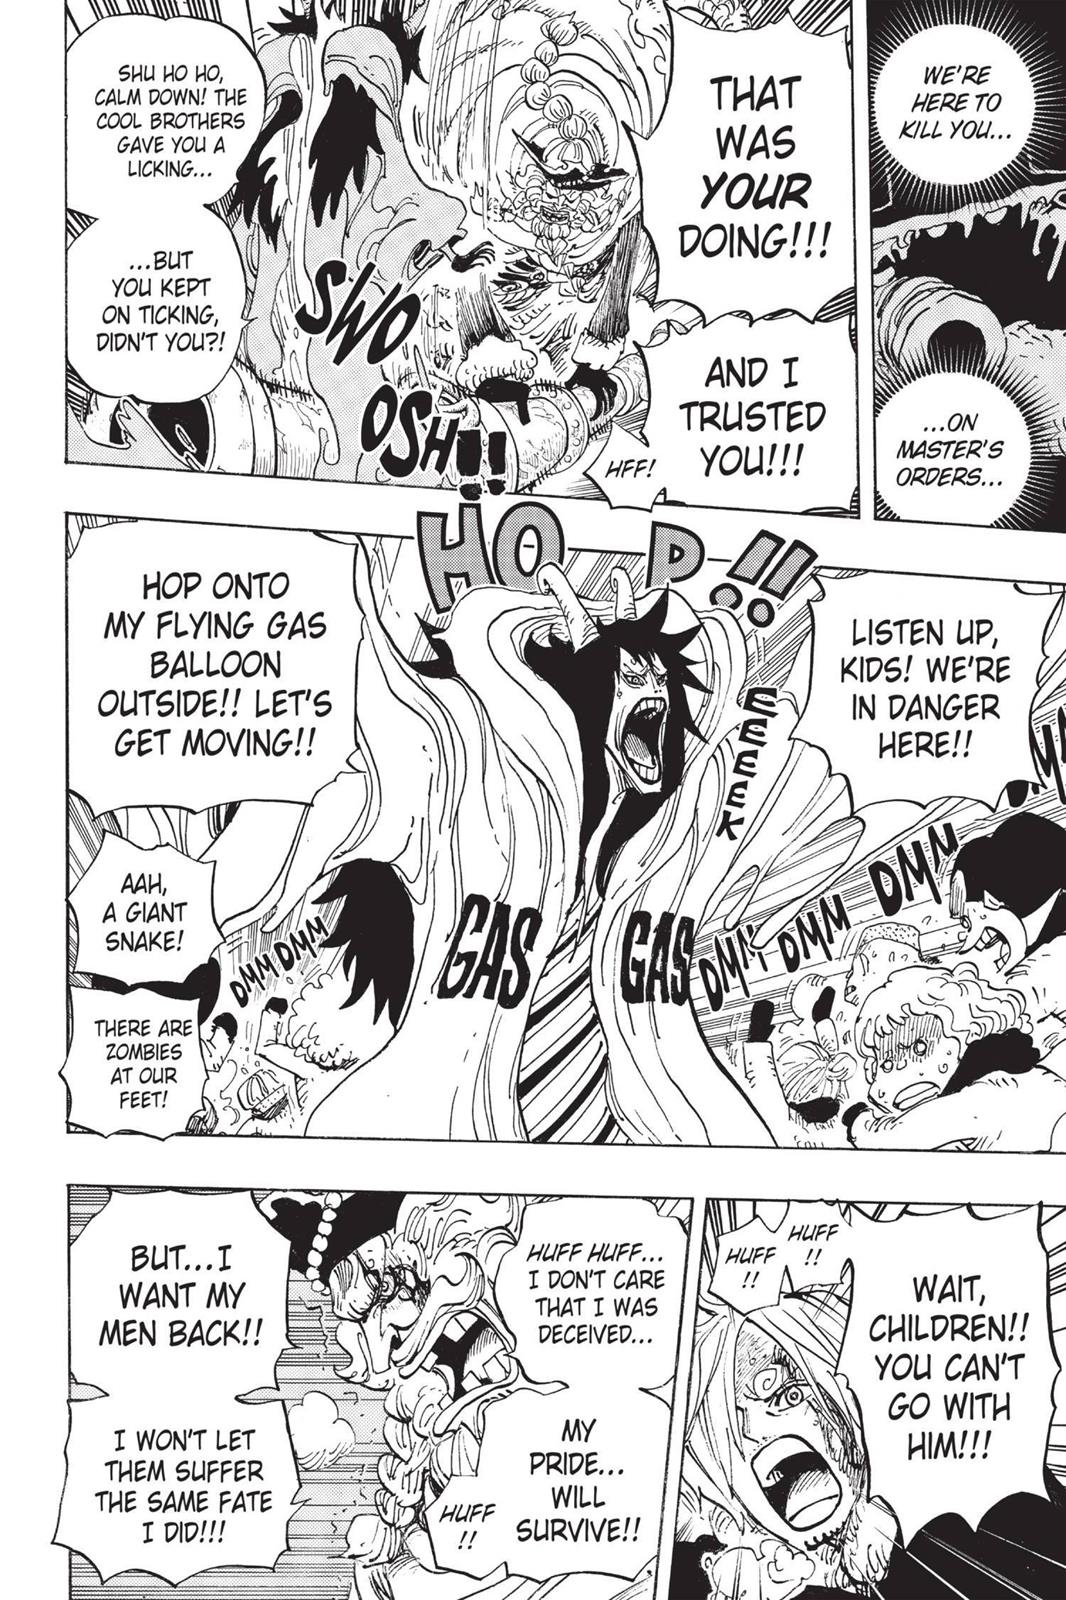 WE'RE
HERE TO
KILL YOU...
...ON
MASTER'S
ORDERS...
THAT
WAS
YOUR
DOING!!!
AND I
TRUSTED
YOU!!!
HFF!
SHU HO HO,
CALM DOWN! THE
COOL BROTHERS
GAVE YOU A
LICKING...
...BUT
YOU KEPT
ON TICKING,
DIDN'T YOU?!
SWO
OSH!!
HO P!!
LISTEN UP,
KIDS! WE'RE
IN DANGER
HERE!!
EEEEK
HOP ONTO
MY FLYING GAS
BALLOON
OUTSIDE!! LET'S
GET MOVING!!
GAS
GAS
DMM DMM DMM
DMM DMM
AAH,
A GIANT
SNAKE!
THERE ARE
ZOMBIES
AT OUR
FEET!
WAIT,
CHILDREN!!
YOU CAN'T
GO WITH
HIM!!!
HUFF
!!
HUFF
!!
HUFF HUFF...
I DON'T CARE
THAT I WAS
DECEIVED...
MY
PRIDE...
WILL
SURVIVE!!
HUFF
!!
BUT...I
WANT MY
MEN BACK!!
I WON'T LET
THEM SUFFER
THE SAME FATE
I DID!!!